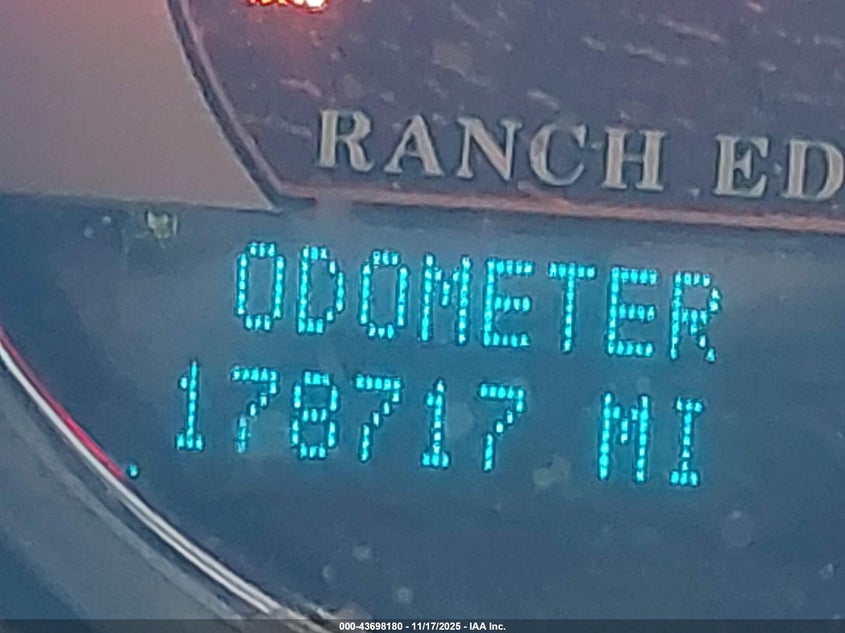 RANCH ED
ODOMETER
178717 MI
000-43698180 - 11/17/2025 - IAA Inc.